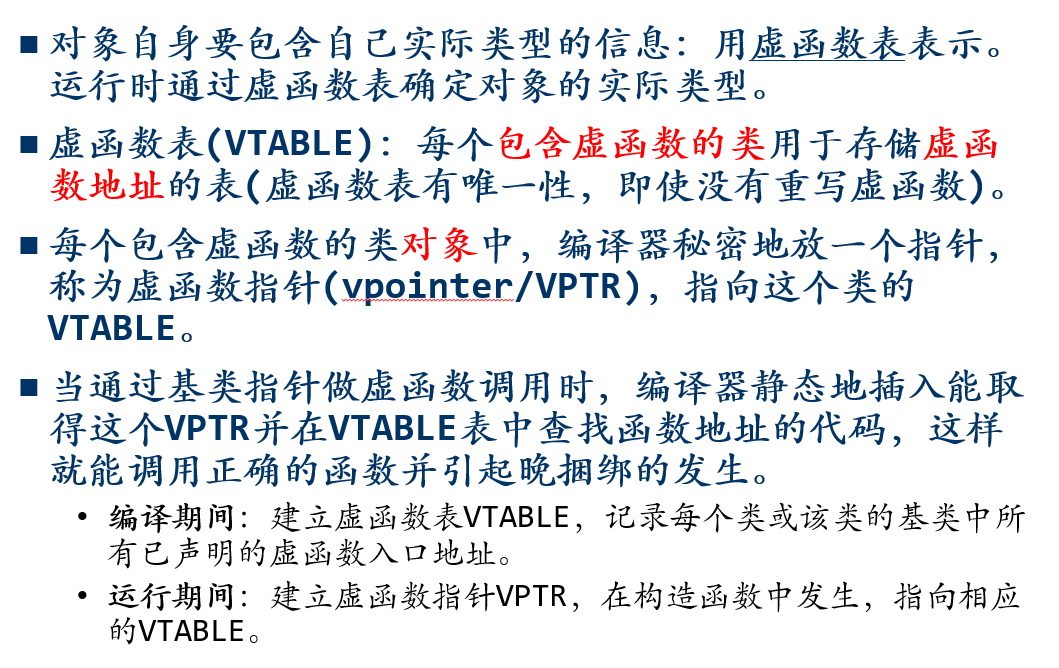 ■ 对象自身要包含自己实际类型的信息：用虚函数表表示。
运行时通过虚函数表确定对象的实际类型。
■ 虚函数表(VTABLE)：每个包含虚函数的类用于存储虚函
数地址的表(虚函数表有唯一性，即使没有重写虚函数)。
■ 每个包含虚函数的类对象中，编译器秘密地放一个指针，
称为虚函数指针(vpointer/VPTR)，指向这个类的
VTABLE。
■ 当通过基类指针做虚函数调用时，编译器静态地插入能取
得这个VPTR并在VTABLE表中查找函数地址的代码，这样
就能调用正确的函数并引起晚捆绑的发生。
• 编译期间：建立虚函数表VTABLE，记录每个类或该类的基类中所
有已声明的虚函数入口地址。
• 运行期间：建立虚函数指针VPTR，在构造函数中发生，指向相应
的VTABLE。